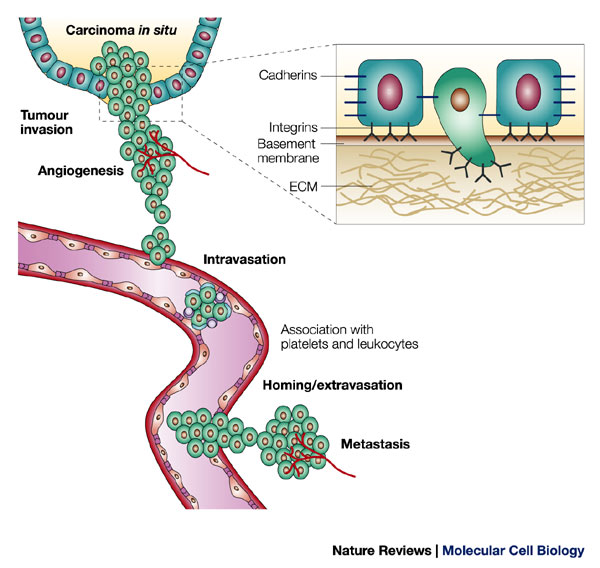 Carcinoma in situ
Tumour
invasion
Angiogenesis
Cadherins
Integrins
Basement
membrane
ECM
Intravasation
Association with
platelets and leukocytes
Homing/extravasation
Metastasis
Nature Reviews | Molecular Cell Biology